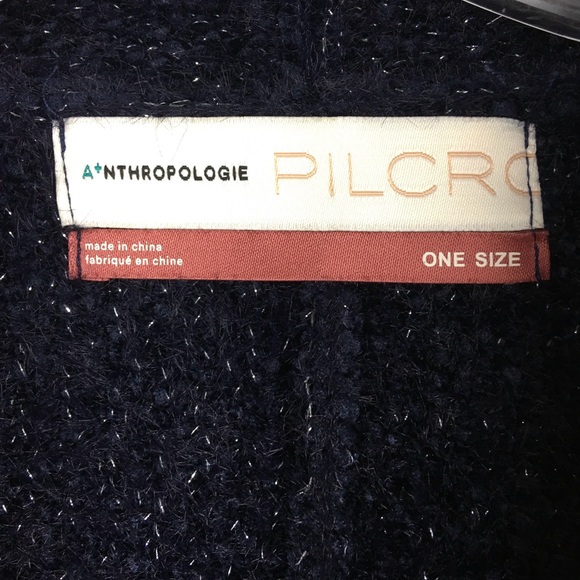 A+NTHROPOLOGIE PILCRO
made in china
fabriqué en chine
ONE SIZE